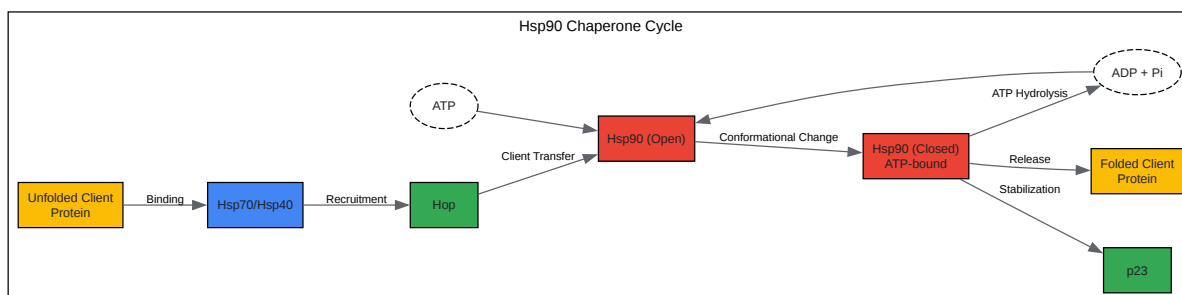 Hsp90 Chaperone Cycle
ADP + Pi
ATP
ATP Hydrolysis
Hsp90 (Open)
Conformational Change
Hsp90 (Closed)
ATP-bound
Client Transfer
Release
Folded Client
Protein
Stabilization
Unfolded Client
Protein
Binding
Hsp70/Hsp40
Recruitment
Hop
p23